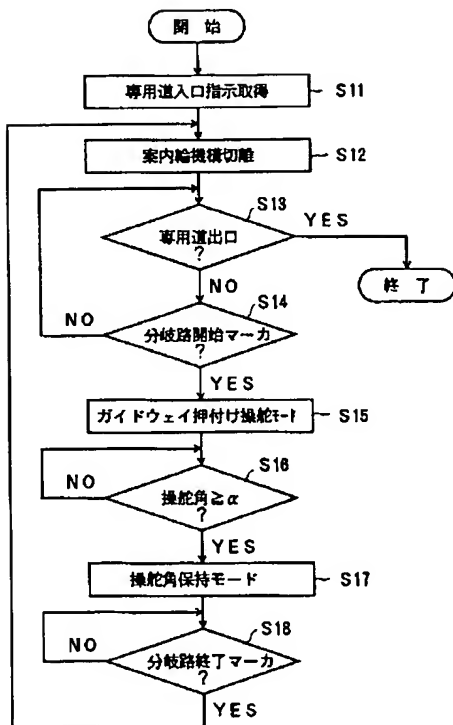 開 始
専用道入口指示取得
S11
案内輪機構切離
S12
S13
専用道出口
?
YES
終 了
NO
S14
NO
分岐路開始マーカ
?
YES
ガイドウェイ押付け操舵モード
S15
S16
NO
操舵角≧α
?
YES
操舵角保持モード
S17
S18
NO
分岐路終了マーカ
?
YES